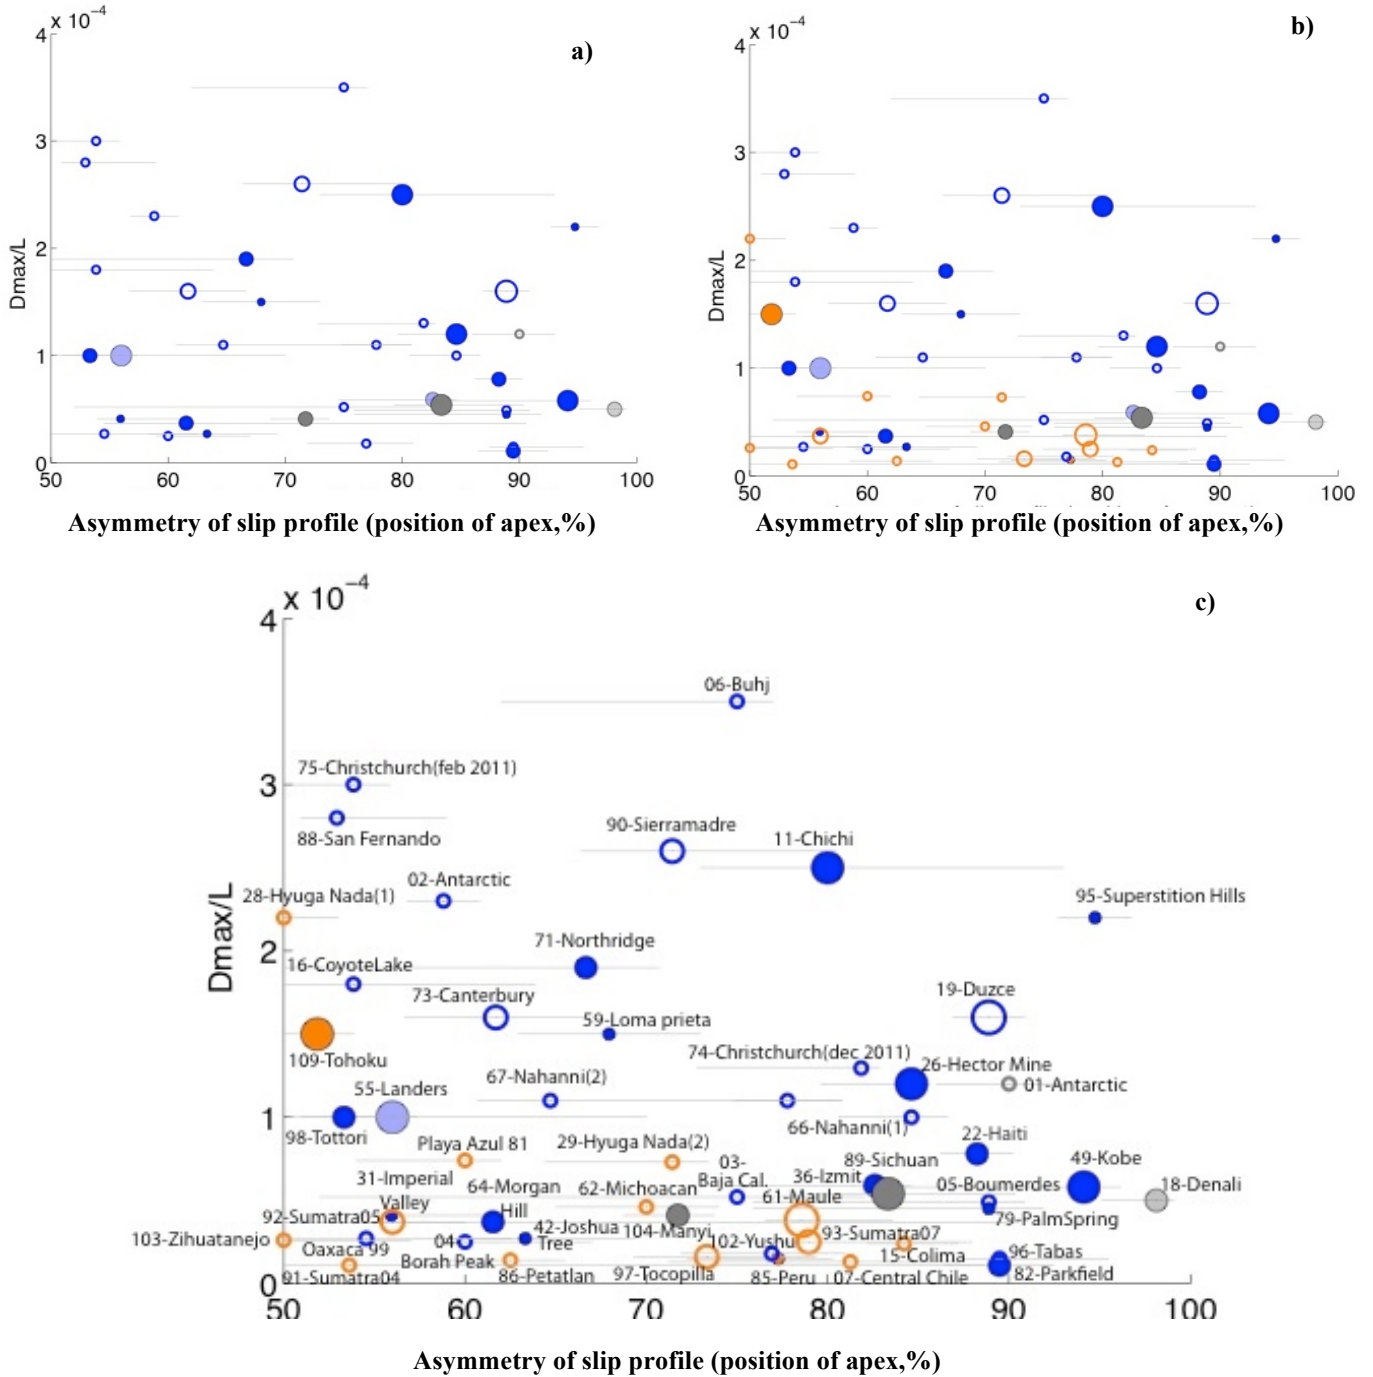 x 10⁻⁴
a)
4
3
2
1
0
Dmax/L
50 60 70 80 90 100
Asymmetry of slip profile (position of apex,%)
x 10⁻⁴
b)
4
3
2
1
0
Dmax/L
50 60 70 80 90 100
Asymmetry of slip profile (position of apex,%)
x 10⁻⁴
c)
4
06-Buhj
75-Christchurch(feb 2011)
3
88-San Fernando
90-Sierramadre
11-Chichi
02-Antarctic
28-Hyuga Nada(1)
95-Superstition Hills
Dmax/L
2
71-Northridge
16-CoyoteLake
73-Canterbury
19-Duzce
59-Loma prieta
109-Tohoku
74-Christchurch(dec 2011)
26-Hector Mine
67-Nahanni(2)
55-Landers
01-Antarctic
1
98-Tottori
66-Nahanni(1)
22-Haiti
Playa Azul 81
29-Hyuga Nada(2)
03-
Baja Cal.
89-Sichuan
49-Kobe
31-Imperial
Valley
64-Morgan
Hill
62-Michoacan
36-Izmit
61-Maule
05-Boumerdes
18-Denali
92-Sumatra05
79-PalmSpring
103-Zihuatanejo
Oaxaca 99
04-
Borah Peak
42-Joshua
Tree
104-Manyi
102-Yushu
93-Sumatra07
15-Colima
96-Tabas
91-Sumatra04
86-Petatlan
97-Tocopilla
85-Peru
07-Central Chile
82-Parkfield
0
50 60 70 80 90 100
Asymmetry of slip profile (position of apex,%)